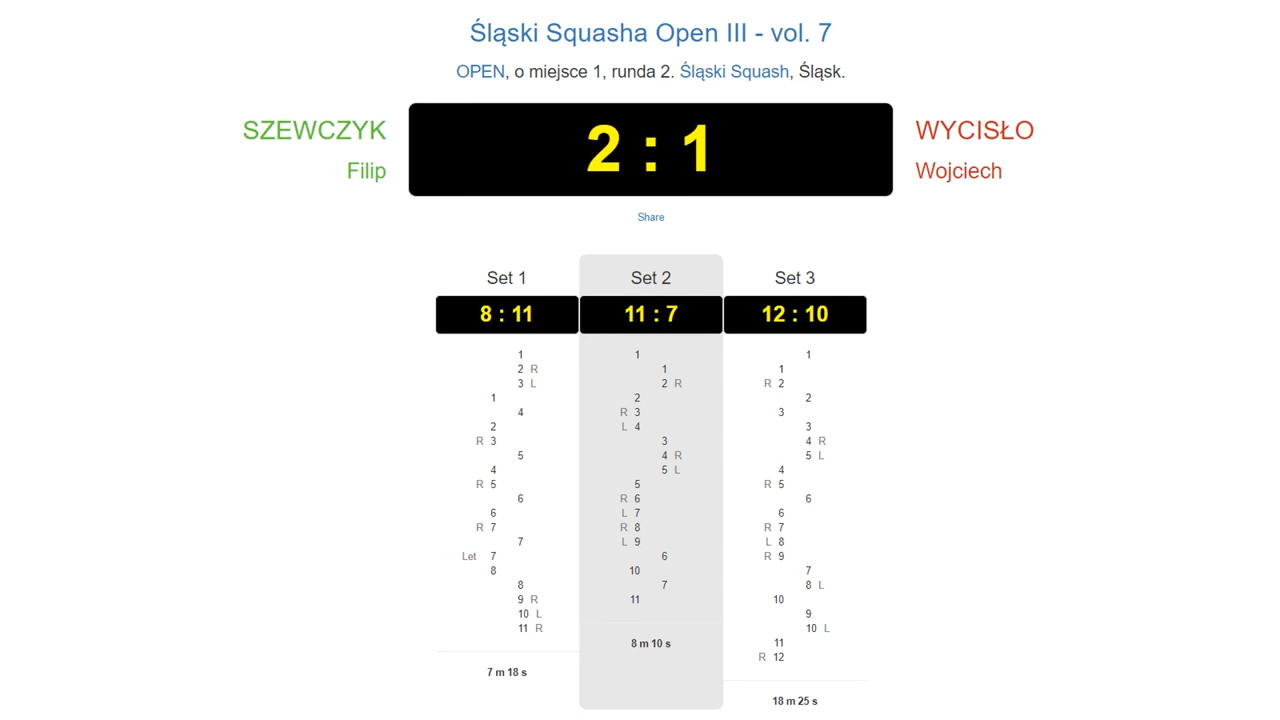 Śląski Squasha Open III - vol. 7
OPEN, o miejsce 1, runda 2. Śląski Squash, Śląsk.
SZEWCZYK
Filip
2 : 1
WYCISŁO
Wojciech
Share
Set 1
8 : 11
1
2 R
3 L
1
4
2
R 3
5
4
R 5
6
6
R 7
7
Let 7
8
8
9 R
10 L
11 R
7 m 18 s
Set 2
11 : 7
1
1
2 R
2
R 3
L 4
3
4 R
5 L
5
R 6
L 7
R 8
L 9
6
10
7
11
8 m 10 s
Set 3
12 : 10
1
1
R 2
2
3
3
4 R
5 L
4
R 5
6
6
R 7
L 8
R 9
7
8 L
10
9
10 L
11
R 12
18 m 25 s